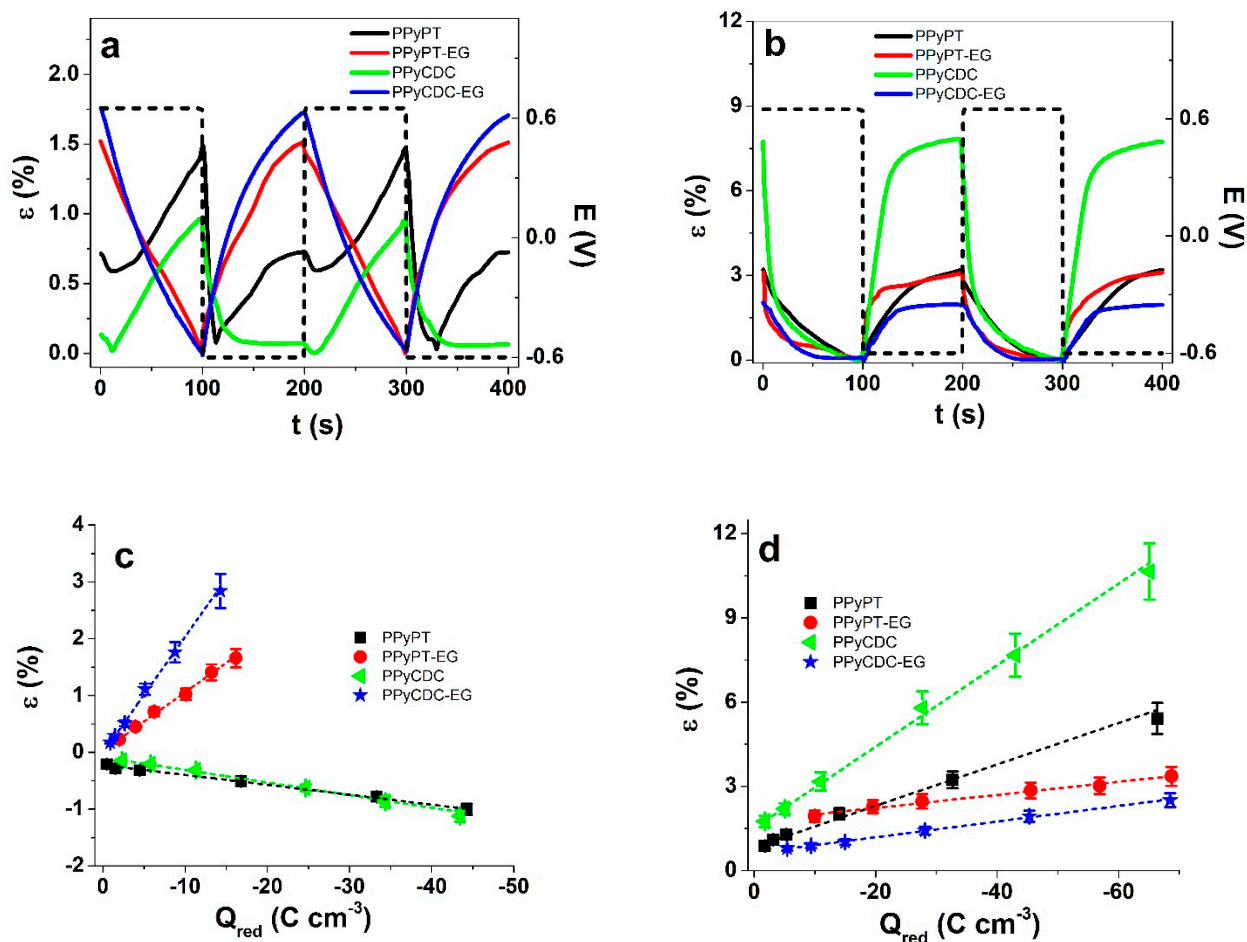 a
PPyPT
PPyPT-EG
PPyCDC
PPyCDC-EG
2.0
1.5
1.0
0.5
0.0
0.6
0.0
-0.6
0 100 200 300 400
ε (%)
E (V)
t (s)
b
PPyPT
PPyPT-EG
PPyCDC
PPyCDC-EG
12
9
6
3
0
0.6
0.0
-0.6
0 100 200 300 400
ε (%)
E (V)
t (s)
c
PPyPT
PPyPT-EG
PPyCDC
PPyCDC-EG
4
3
2
1
0
-1
-2
0 -10 -20 -30 -40 -50
ε (%)
Qred (C cm-3)
d
PPyPT
PPyPT-EG
PPyCDC
PPyCDC-EG
12
9
6
3
0
0 -20 -40 -60
ε (%)
Qred (C cm-3)